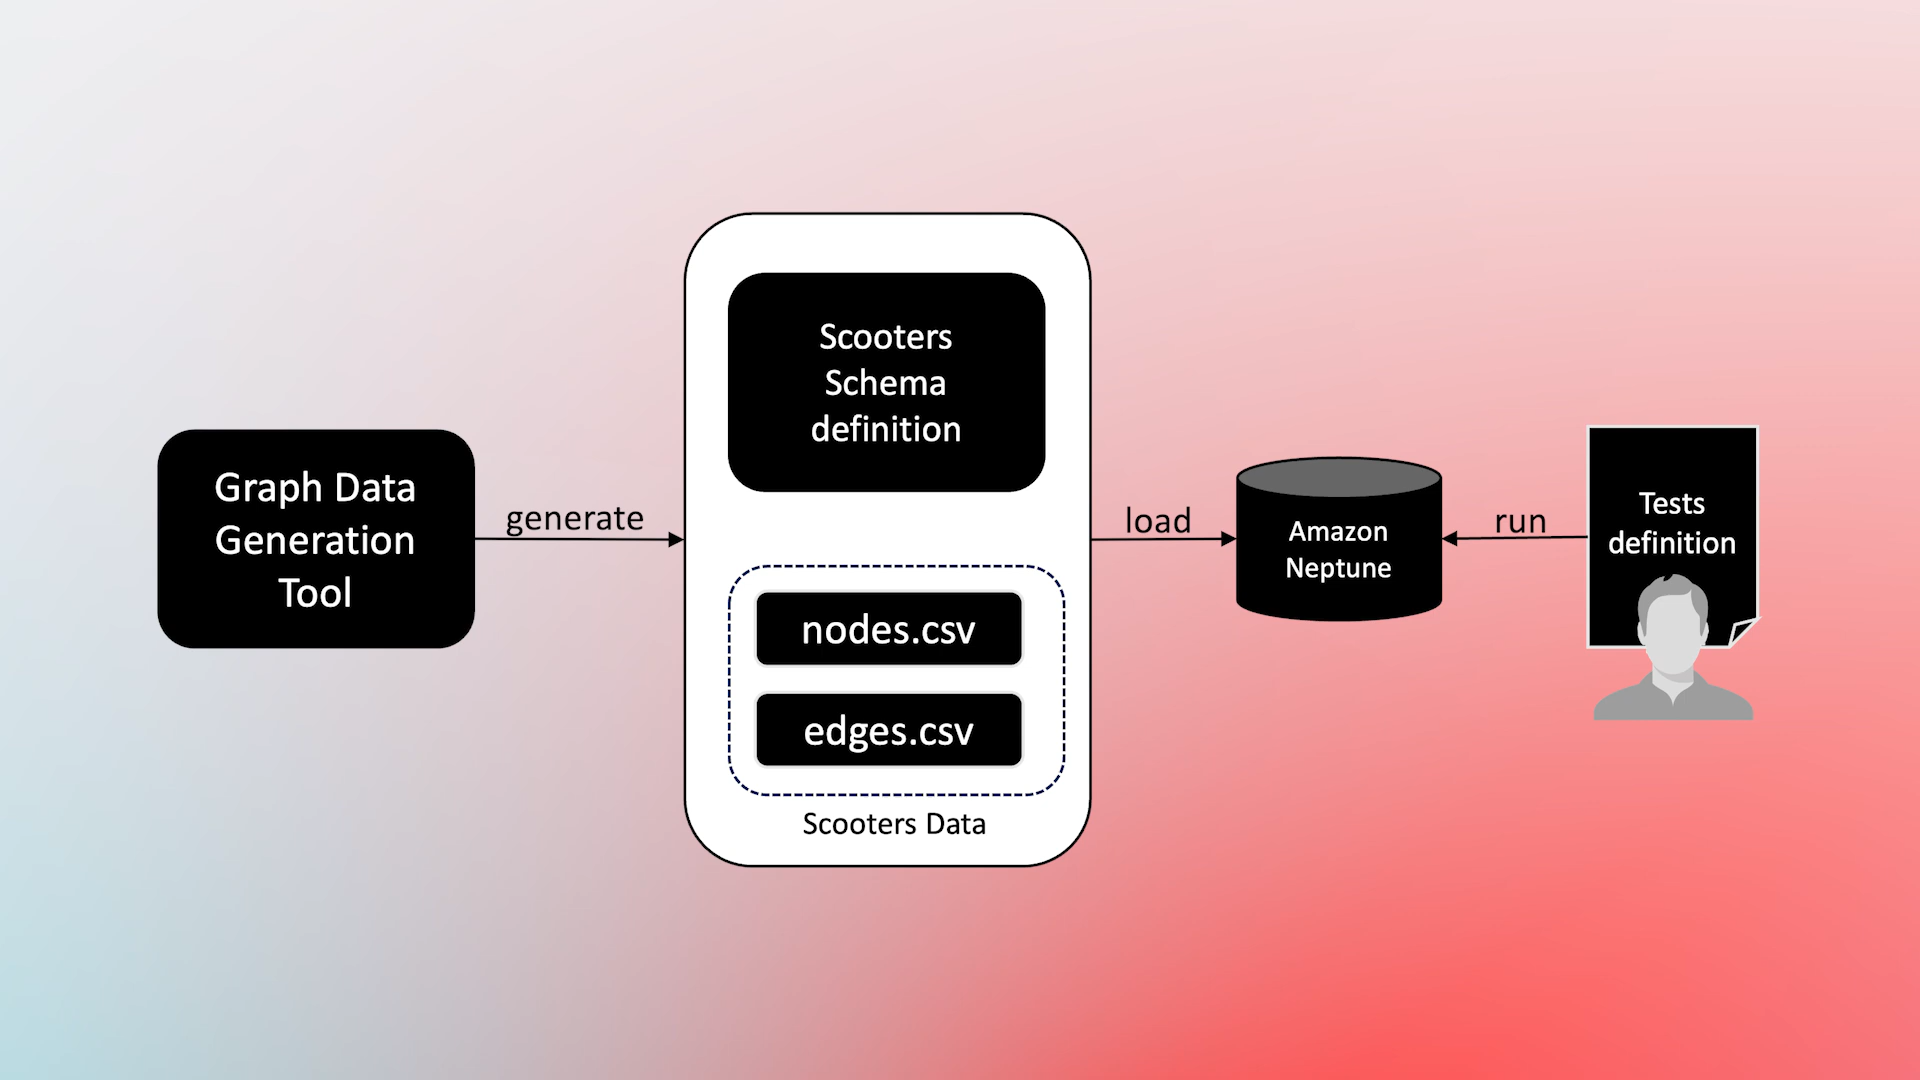 Graph Data
Generation
Tool
generate
Scooters
Schema
definition
nodes.csv
edges.csv
Scooters Data
load
Amazon
Neptune
run
Tests
definition